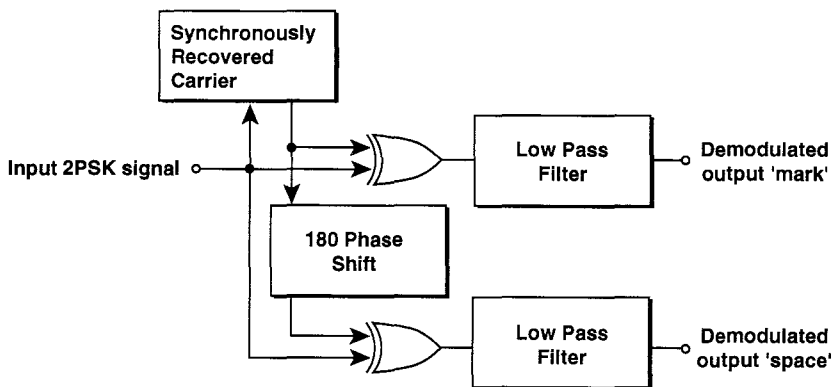 Synchronously
Recovered
Carrier
Input 2PSK signal
Low Pass
Filter
Demodulated
output 'mark'
180 Phase
Shift
Low Pass
Filter
Demodulated
output 'space'